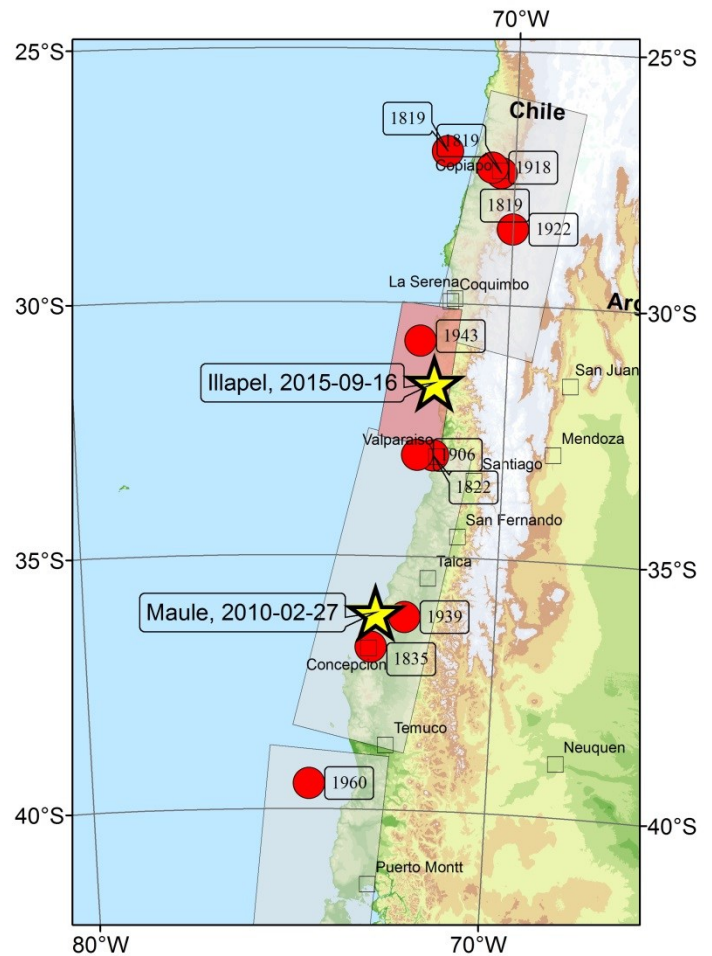 70°W
25°S
25°S
Chile
1819
1819
Copiapo
1918
1819
1922
La Serena
Coquimbo
30°S
30°S
Arg
1943
San Juan
Illapel, 2015-09-16
Valparaiso
1906
Mendoza
Santiago
1822
San Fernando
35°S
35°S
Talca
Maule, 2010-02-27
1939
1835
Concepcion
Temuco
Neuquen
1960
40°S
40°S
Puerto Montt
80°W
70°W